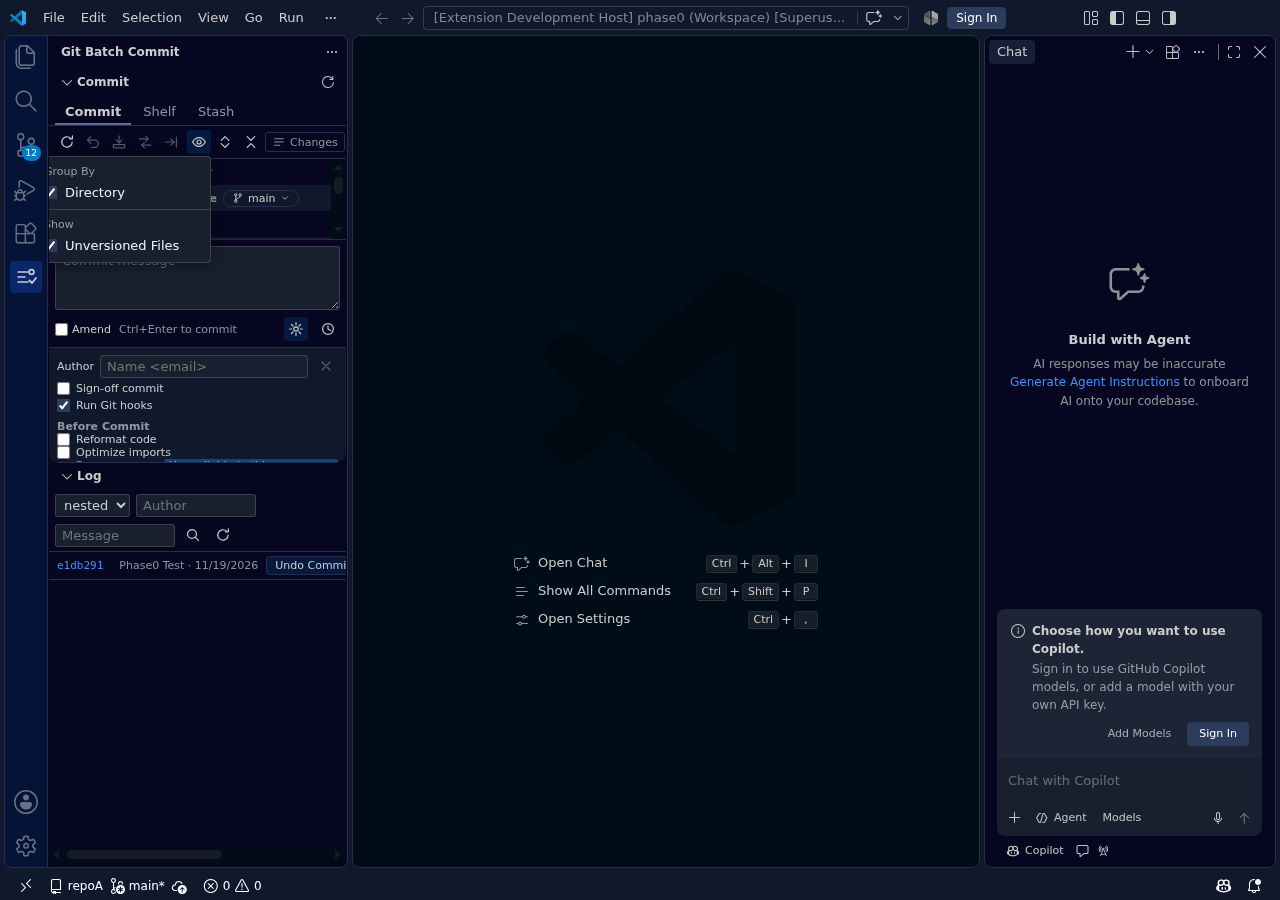 File Edit Selection View Go Run ···
[Extension Development Host] phase0 (Workspace) [Superus…
Sign In
Git Batch Commit
Commit
Commit Shelf Stash
Changes
12
Group By
Directory
main
Show
Unversioned Files
Commit message
Amend Ctrl+Enter to commit
Author Name <email>
Sign-off commit
Run Git hooks
Before Commit
Reformat code
Optimize imports
Log
nested Author
Message
e1db291 Phase0 Test · 11/19/2026 Undo Commi
Open Chat Ctrl + Alt + I
Show All Commands Ctrl + Shift + P
Open Settings Ctrl + ,
Chat
Build with Agent
AI responses may be inaccurate
Generate Agent Instructions to onboard
AI onto your codebase.
Choose how you want to use
Copilot.
Sign in to use GitHub Copilot
models, or add a model with your
own API key.
Add Models Sign In
Chat with Copilot
Agent Models
Copilot
repoA main* 0 0